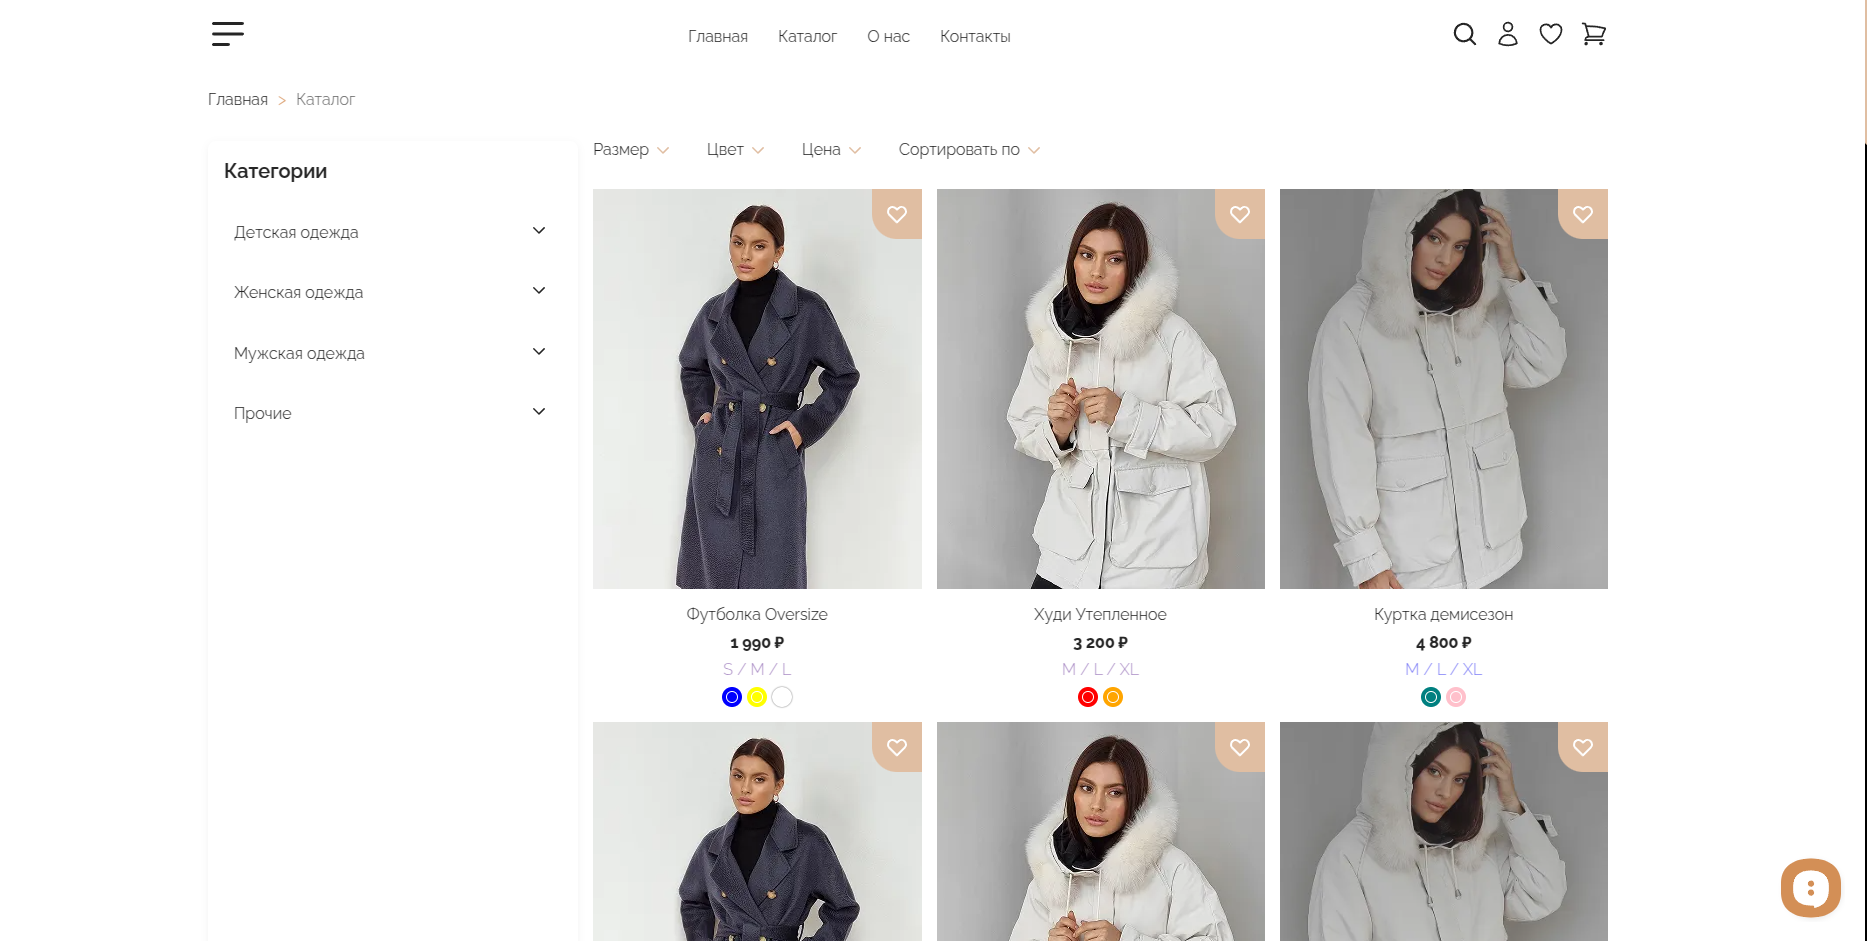 Главная Каталог О нас Контакты
Главная > Каталог
Категории
Детская одежда
Женская одежда
Мужская одежда
Прочие
Размер Цвет Цена Сортировать по
Футболка Oversize
1 990 ₽
S / M / L
Худи Утепленное
3 200 ₽
M / L / XL
Куртка демисезон
4 800 ₽
M / L / XL